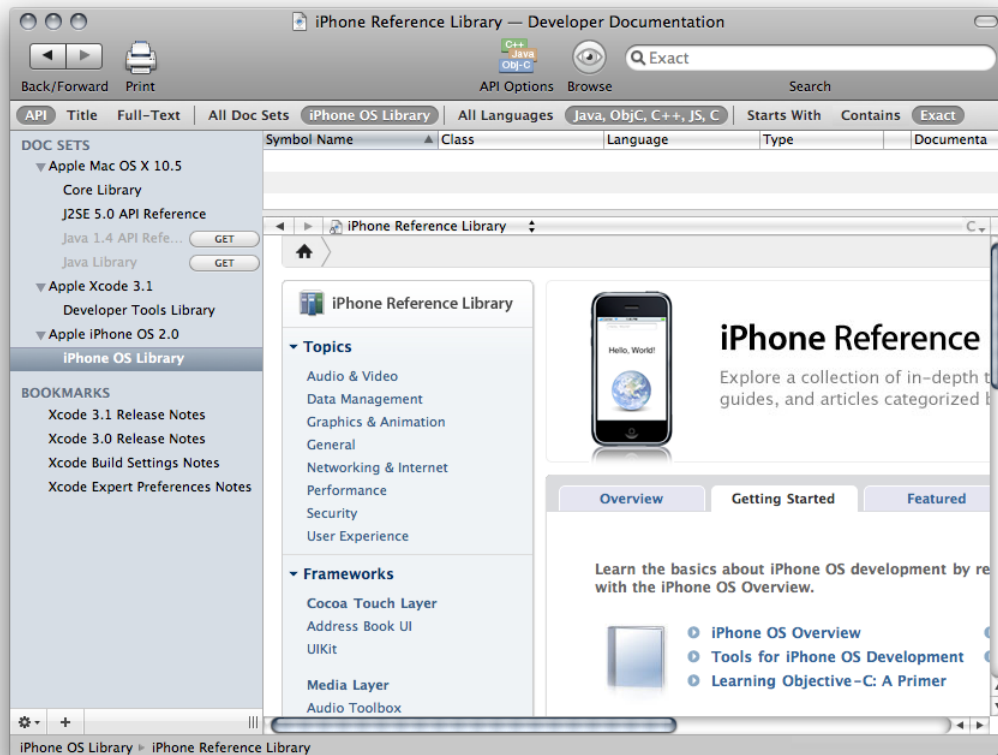 iPhone Reference Library — Developer Documentation
C++
Java
Obj-C
Exact
Back/Forward Print API Options Browse Search
API Title Full-Text All Doc Sets iPhone OS Library All Languages Java, ObjC, C++, JS, C Starts With Contains Exact
DOC SETS
Apple Mac OS X 10.5
Core Library
J2SE 5.0 API Reference
Java 1.4 API Refe... GET
Java Library GET
Apple Xcode 3.1
Developer Tools Library
Apple iPhone OS 2.0
iPhone OS Library
BOOKMARKS
Xcode 3.1 Release Notes
Xcode 3.0 Release Notes
Xcode Build Settings Notes
Xcode Expert Preferences Notes
Symbol Name Class Language Type Documenta
iPhone Reference Library C
iPhone Reference Library
Topics
Audio & Video
Data Management
Graphics & Animation
General
Networking & Internet
Performance
Security
User Experience
Frameworks
Cocoa Touch Layer
Address Book UI
UIKit
Media Layer
Audio Toolbox
Hello, World!
iPhone Reference
Explore a collection of in-depth t
guides, and articles categorized b
Overview Getting Started Featured
Learn the basics about iPhone OS development by re
with the iPhone OS Overview.
iPhone OS Overview
Tools for iPhone OS Development
Learning Objective-C: A Primer
iPhone OS Library iPhone Reference Library